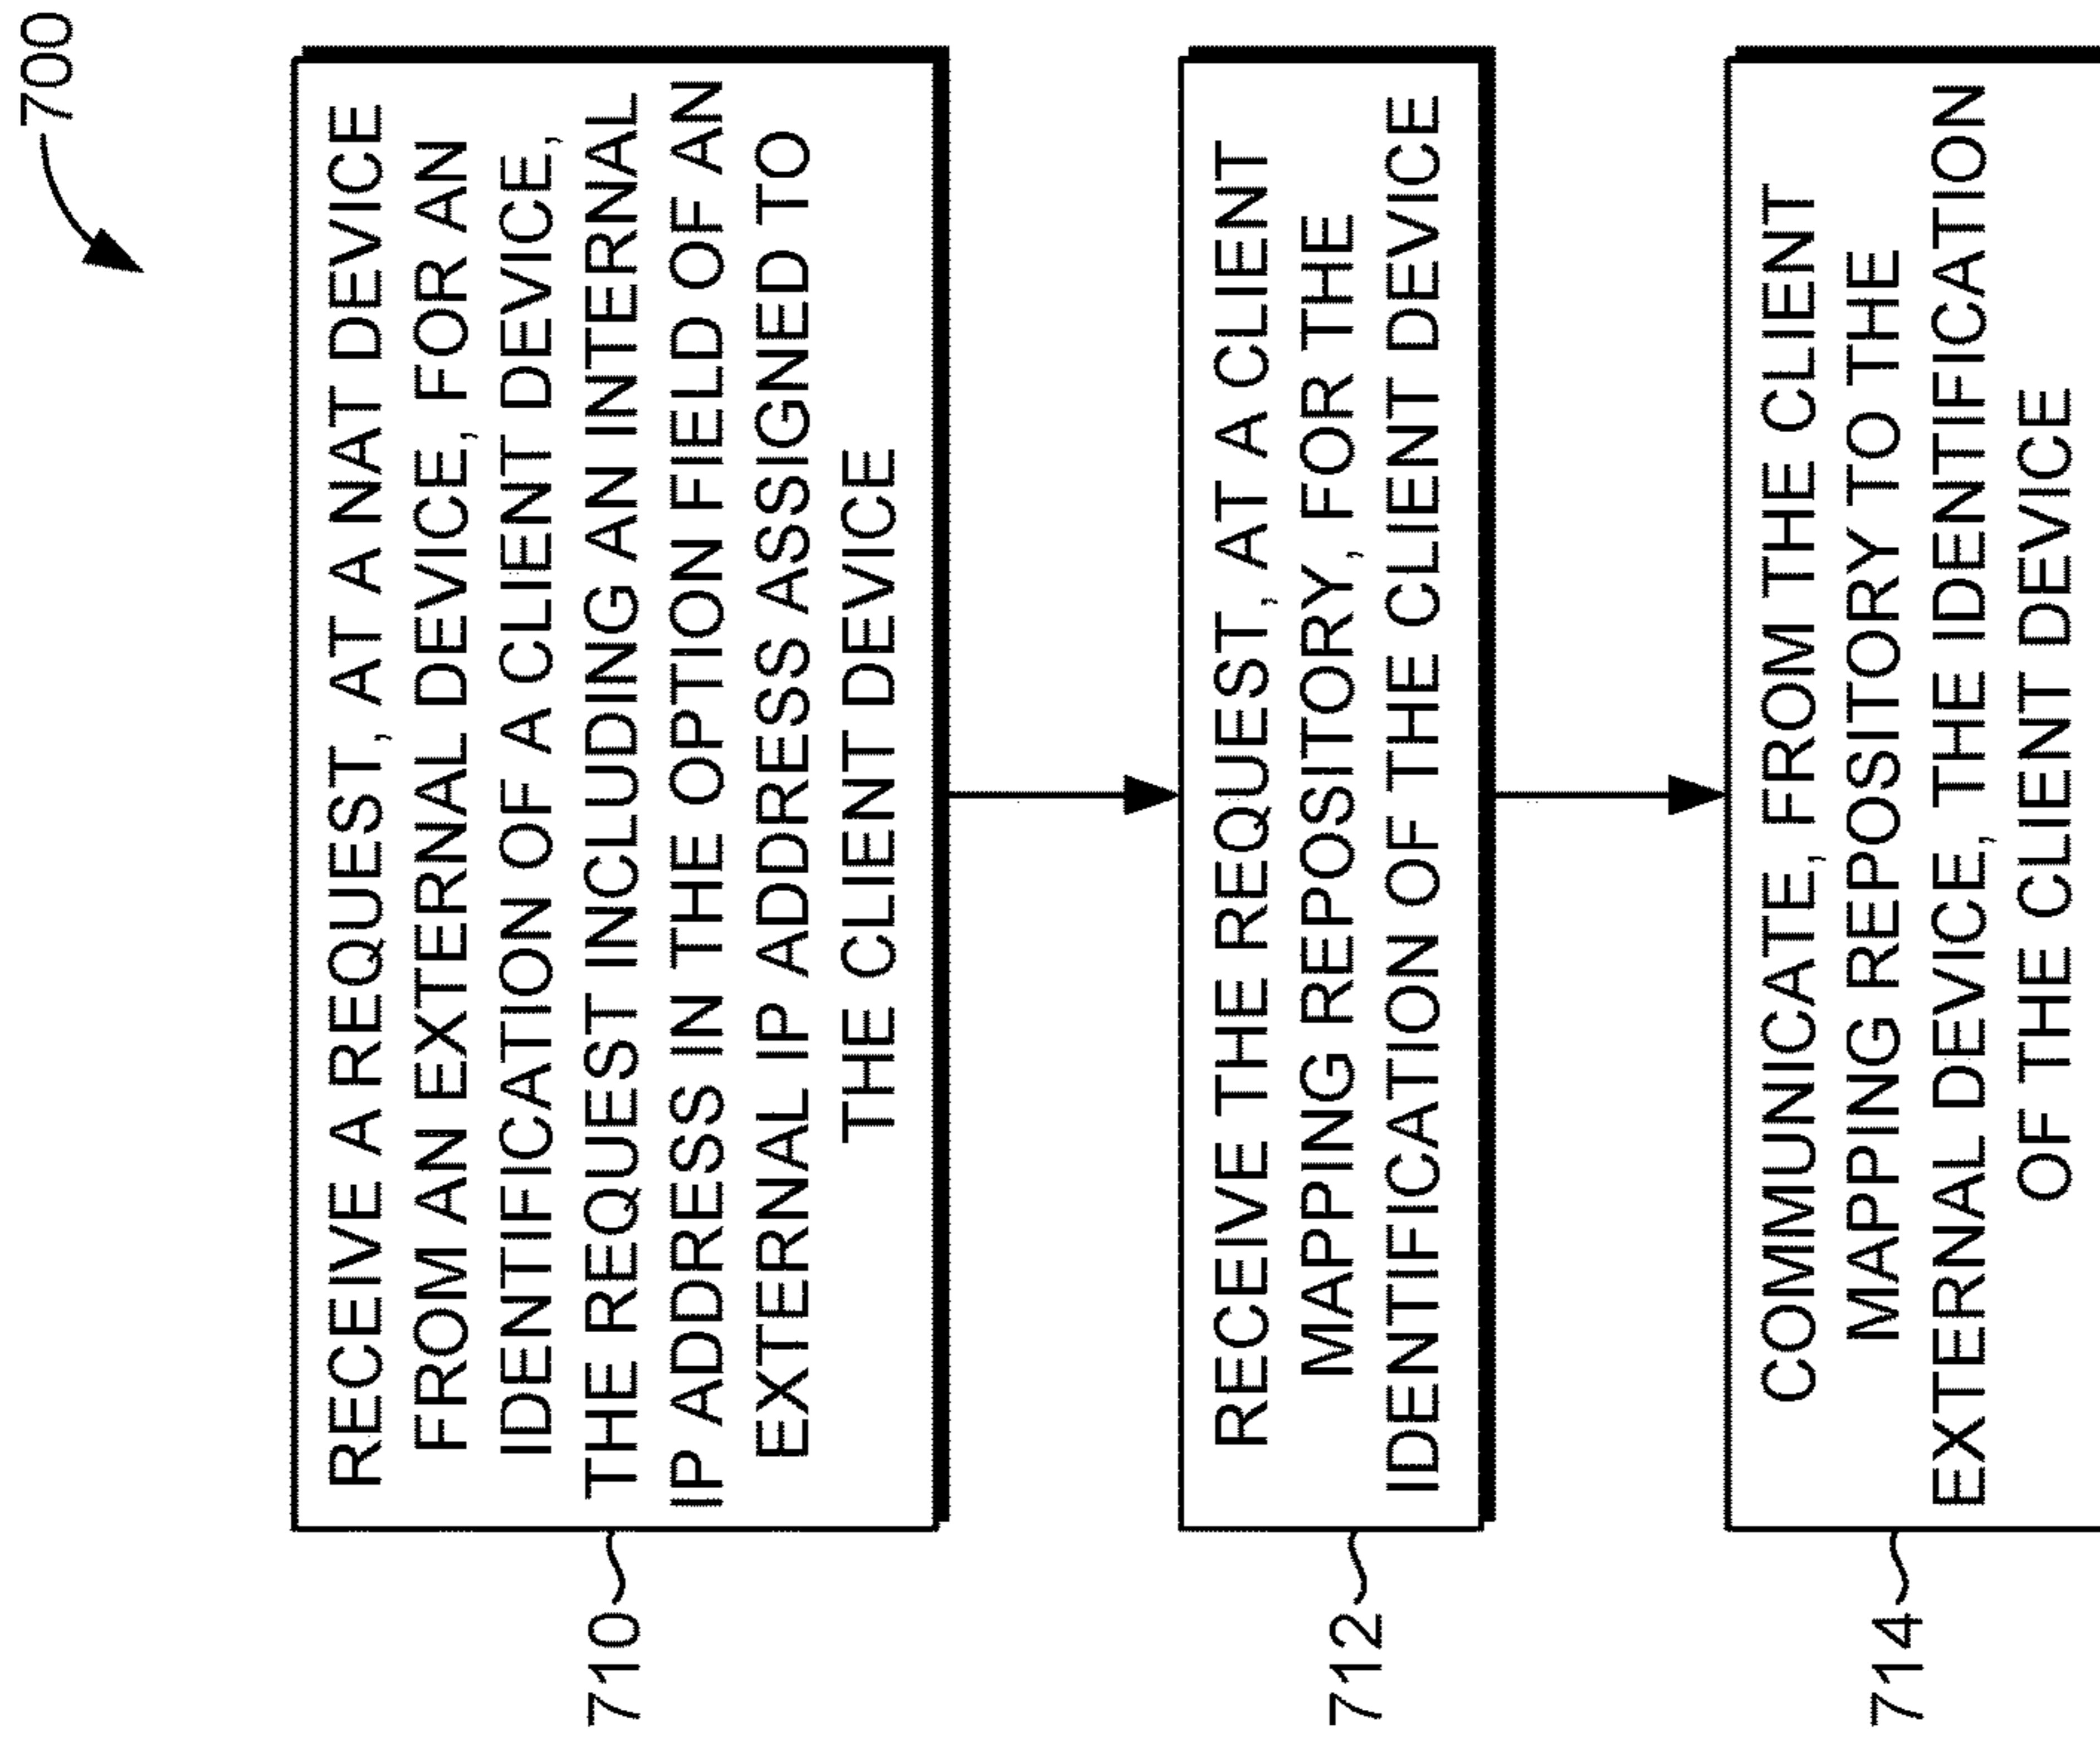 700
RECEIVE A REQUEST, AT A NAT DEVICE
FROM AN EXTERNAL DEVICE, FOR AN
IDENTIFICATION OF A CLIENT DEVICE,
THE REQUEST INCLUDING AN INTERNAL
IP ADDRESS IN THE OPTION FIELD OF AN
EXTERNAL IP ADDRESS ASSIGNED TO
THE CLIENT DEVICE
710
RECEIVE THE REQUEST, AT A CLIENT
MAPPING REPOSITORY, FOR THE
IDENTIFICATION OF THE CLIENT DEVICE
712
COMMUNICATE, FROM THE CLIENT
MAPPING REPOSITORY TO THE
EXTERNAL DEVICE, THE IDENTIFICATION
OF THE CLIENT DEVICE
714